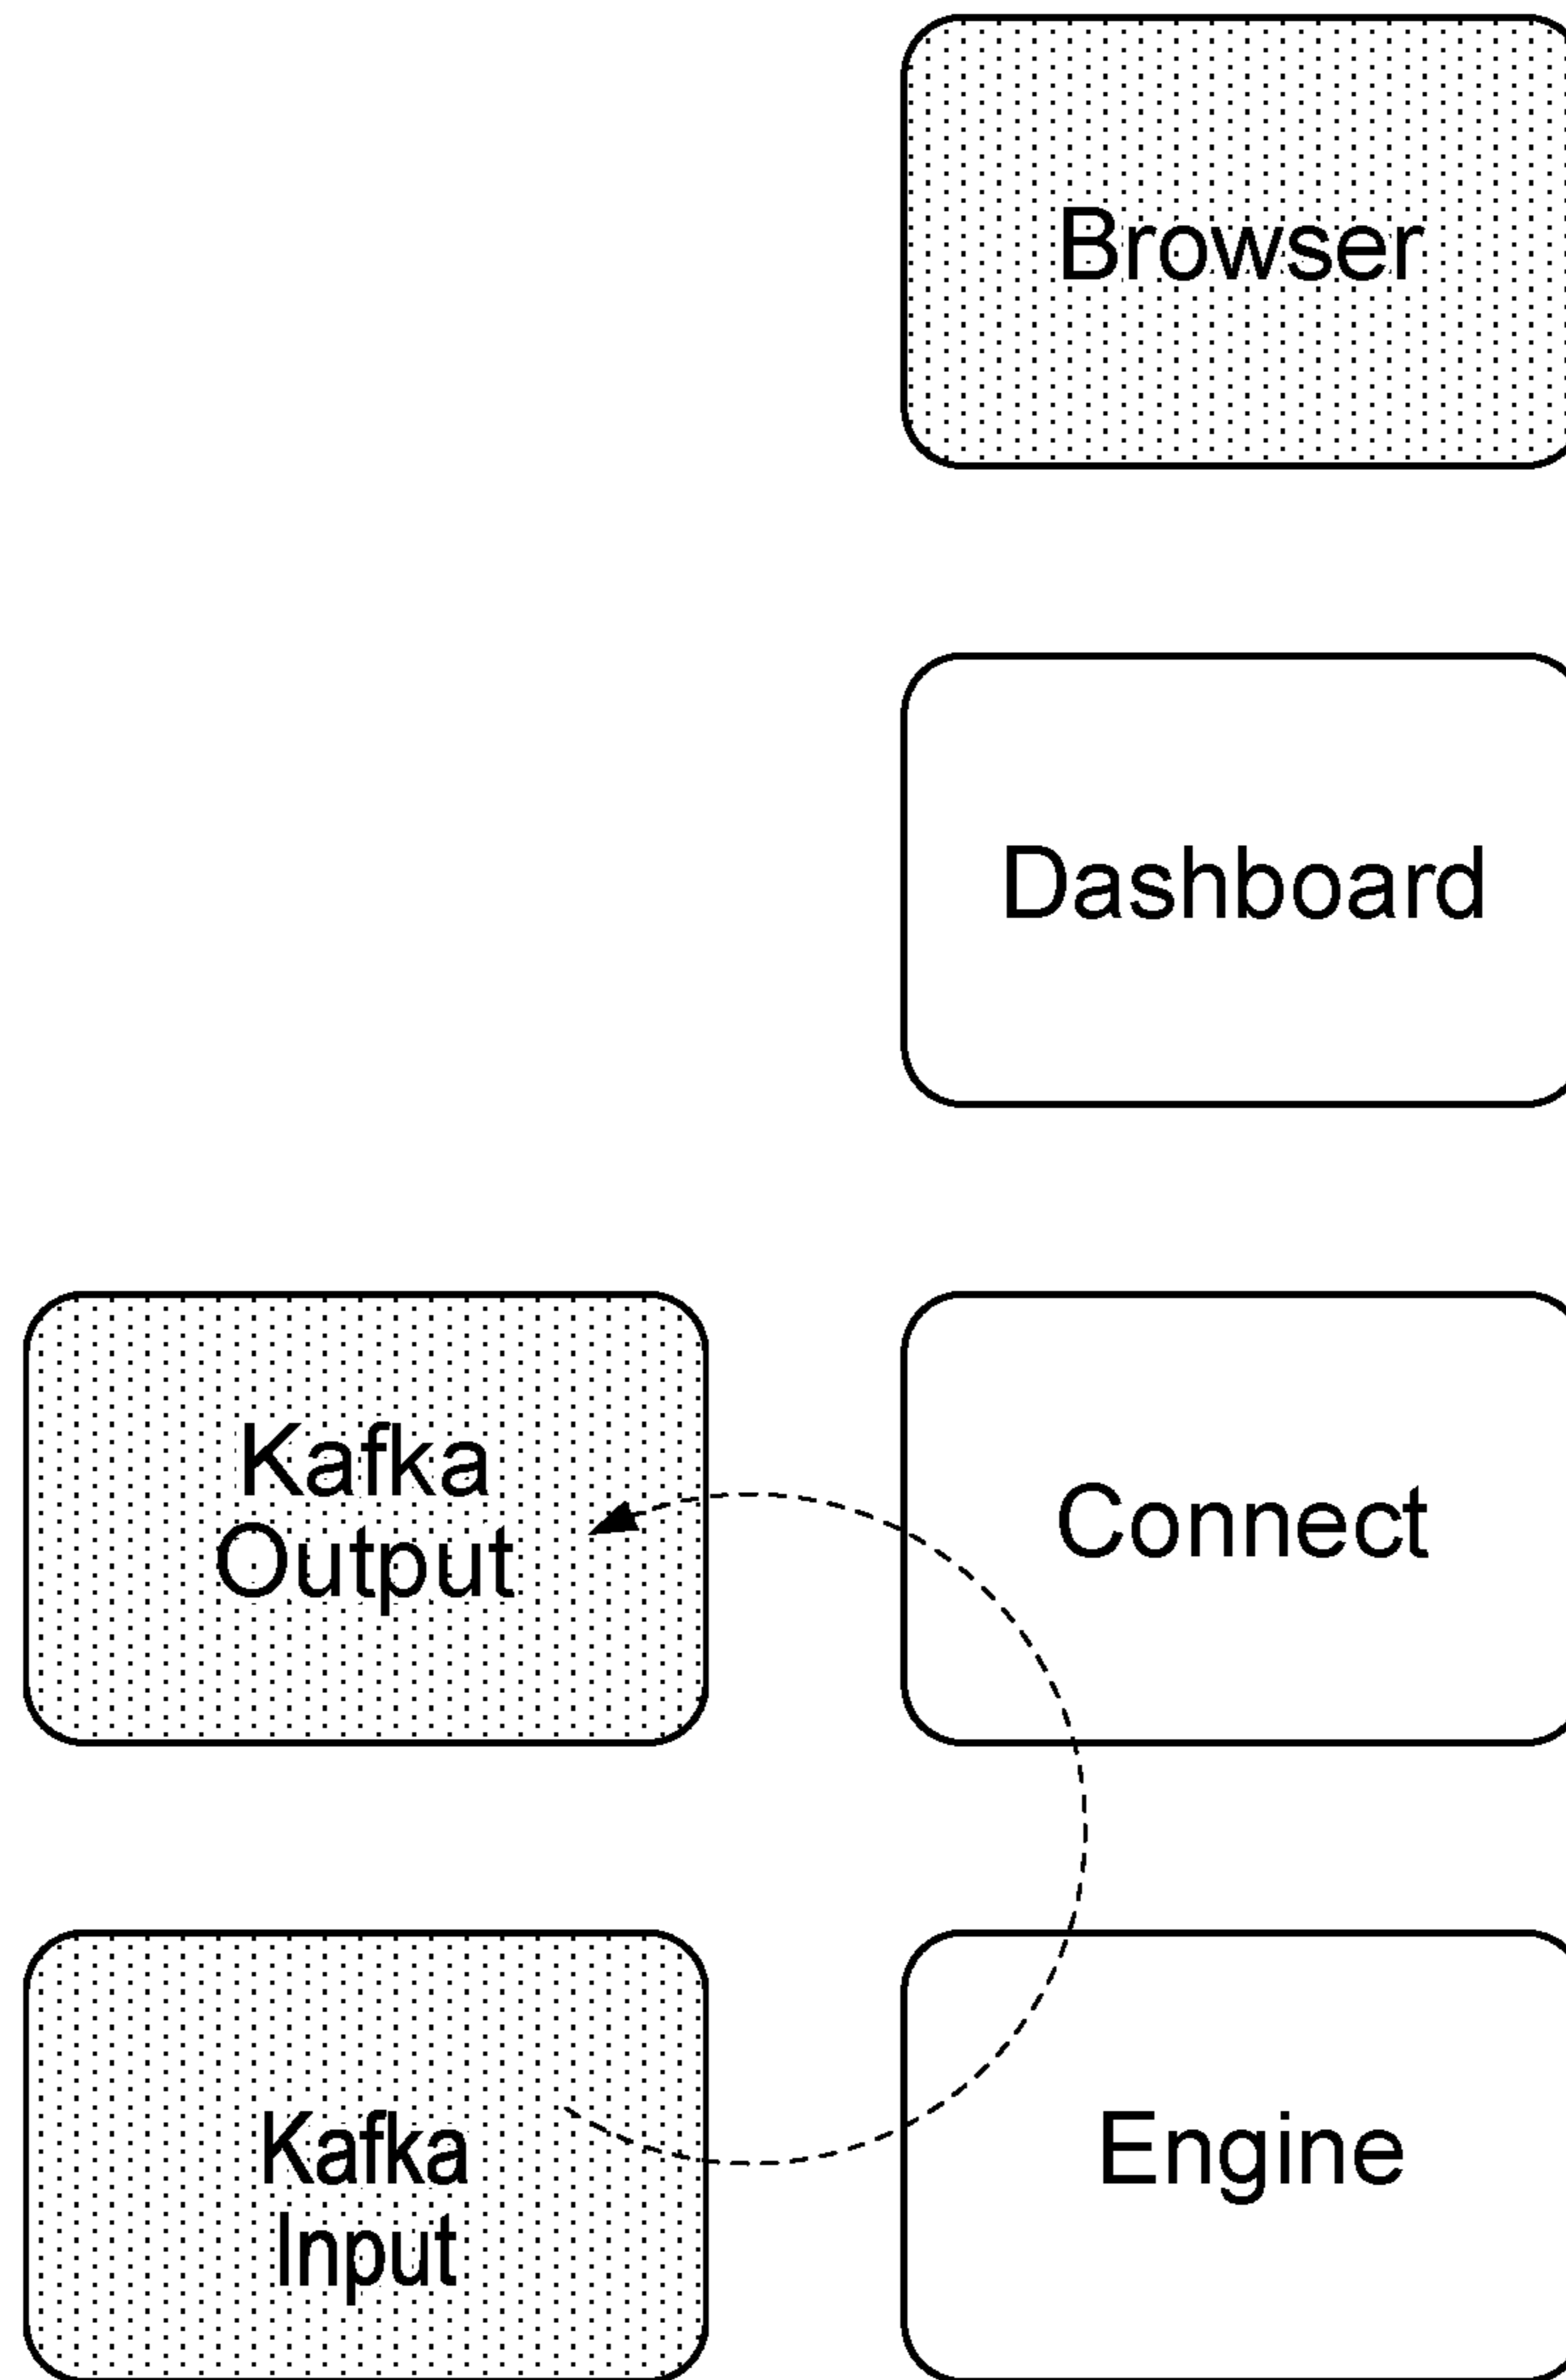 Browser
Dashboard
Kafka
Output
Connect
Kafka
Input
Engine